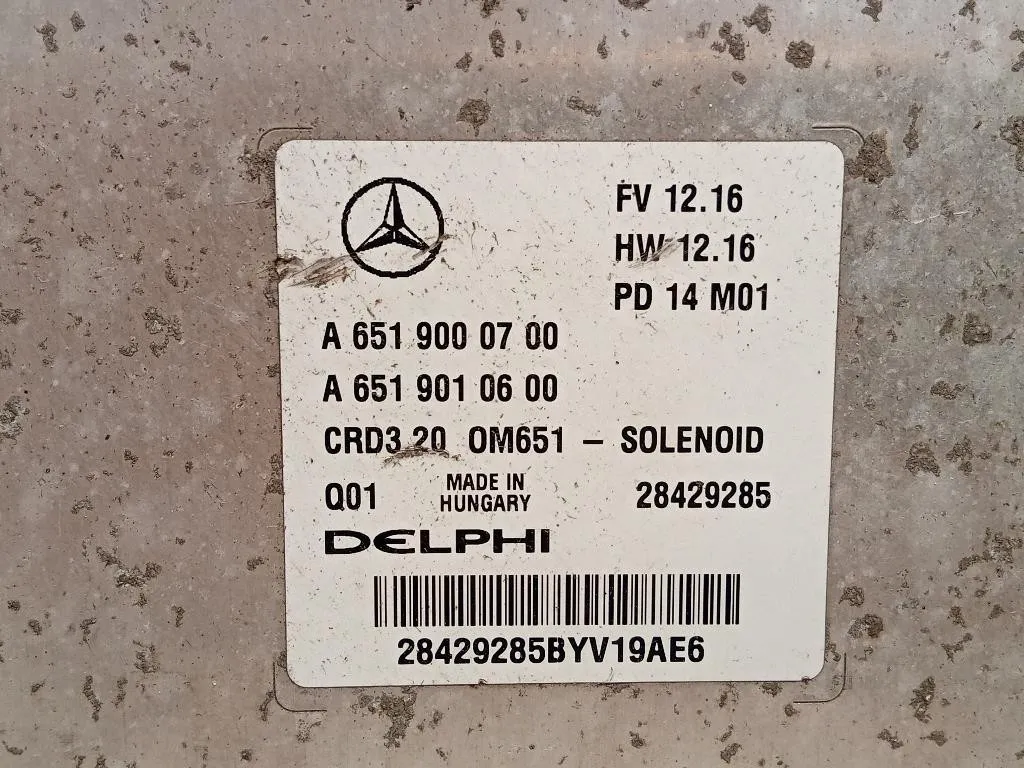 FV 12.16
HW 12.16
PD 14 M01
A 651 900 07 00
A 651 901 06 00
CRD3.20 OM651 – SOLENOID
Q01 MADE IN HUNGARY 28429285
DELPHI
28429285BYV19AE6